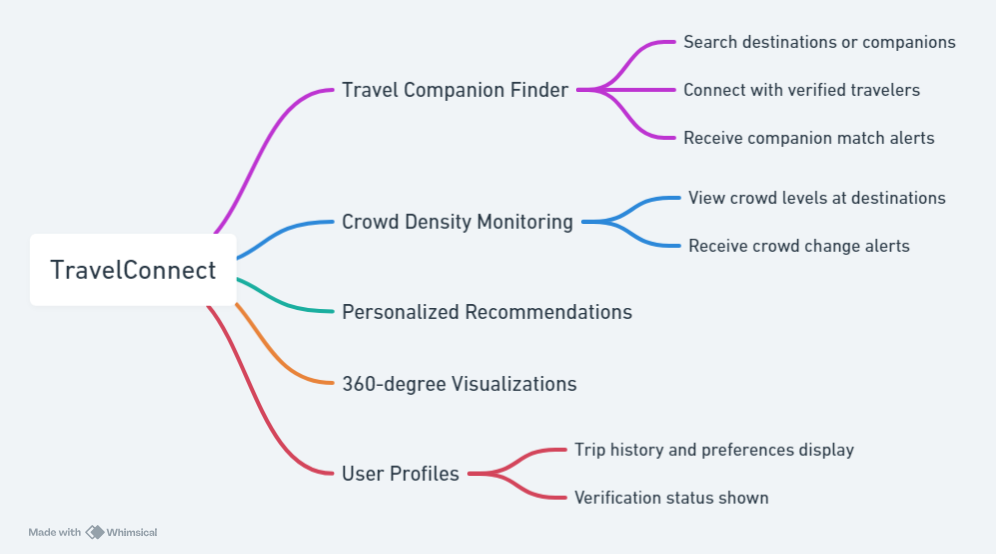 TravelConnect
Travel Companion Finder
Search destinations or companions
Connect with verified travelers
Receive companion match alerts
Crowd Density Monitoring
View crowd levels at destinations
Receive crowd change alerts
Personalized Recommendations
360-degree Visualizations
User Profiles
Trip history and preferences display
Verification status shown
Made with Whimsical